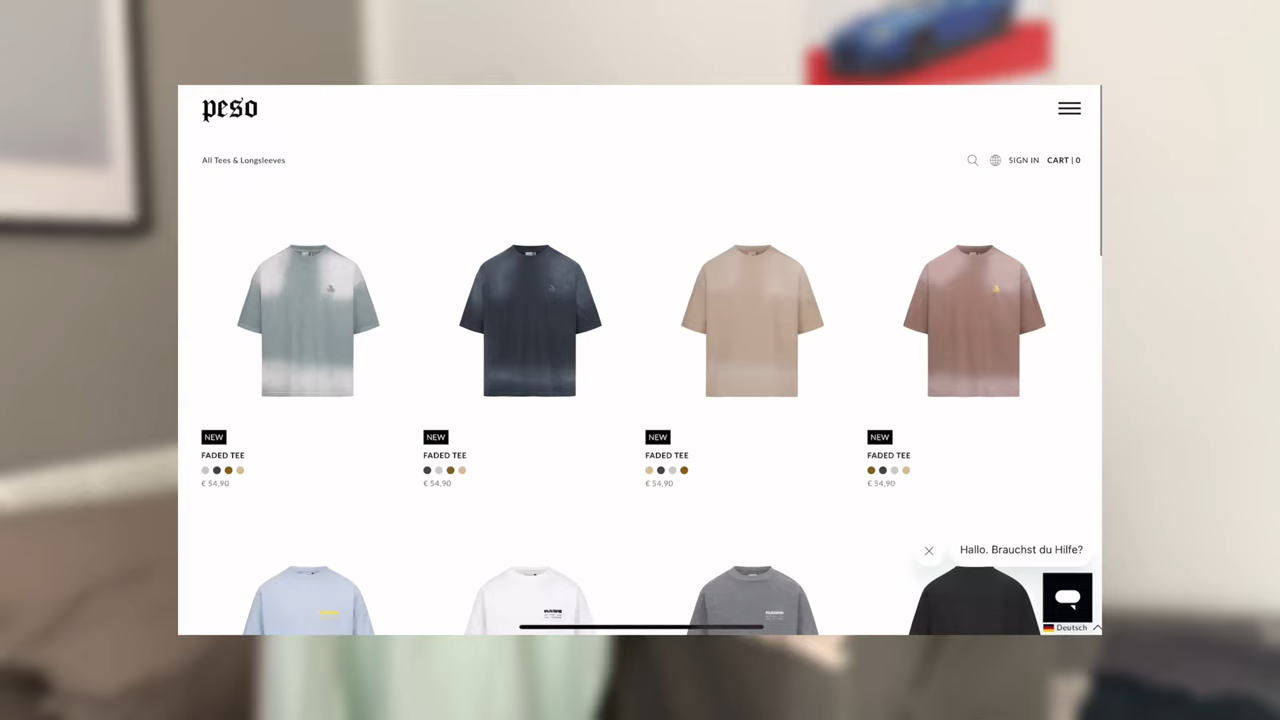 peso
All Tees & Longsleeves
SIGN IN CART | 0
NEW NEW NEW NEW
FADED TEE FADED TEE FADED TEE FADED TEE
€ 54,90 € 54,90 € 54,90 € 54,90
Hallo. Brauchst du Hilfe?
Deutsch